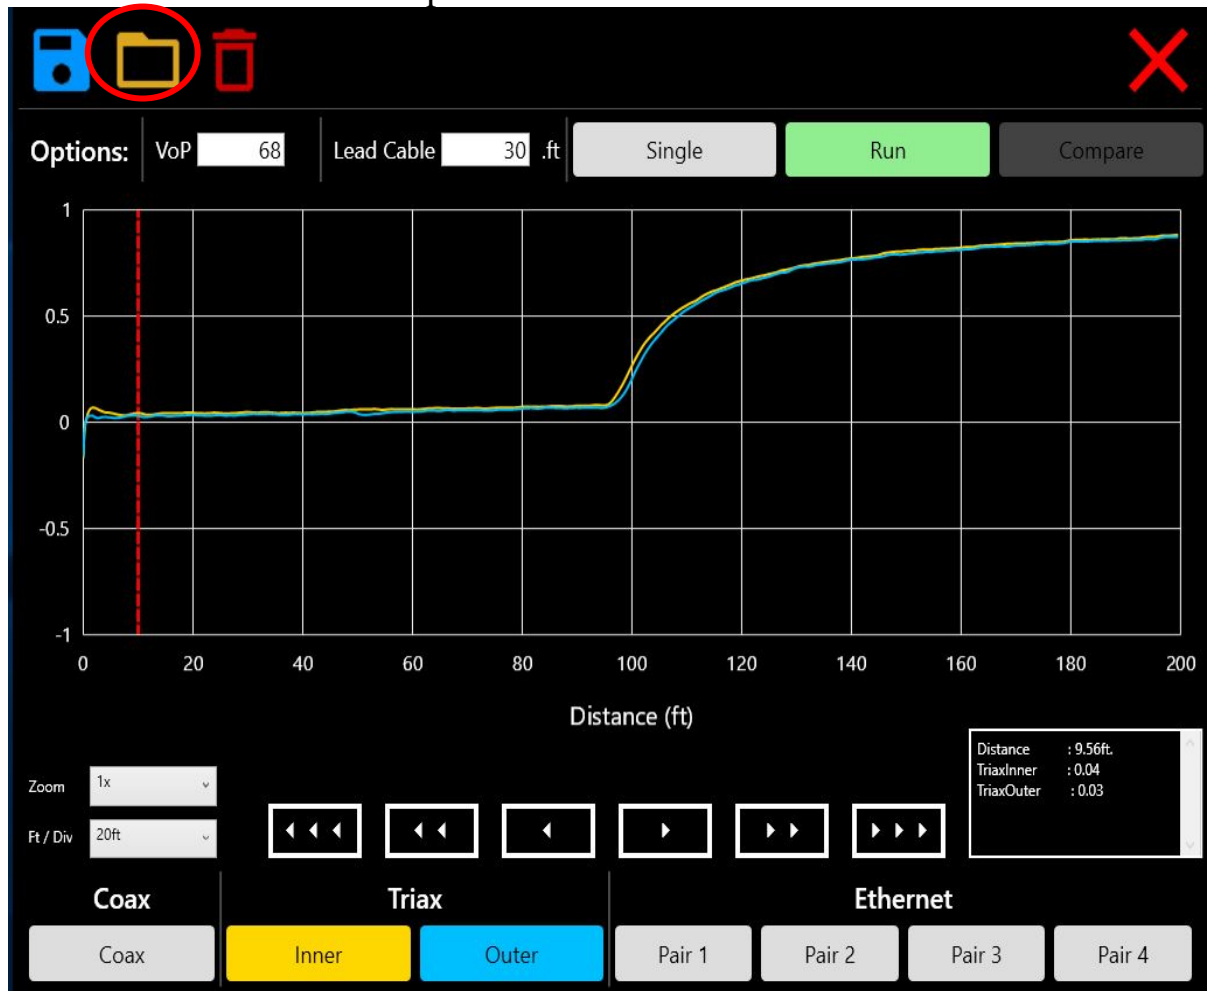 Options: VoP 68 Lead Cable 30 .ft Single Run Compare
1
0.5
0
-0.5
-1
0 20 40 60 80 100 120 140 160 180 200
Distance (ft)
Distance : 9.56ft.
TriaxInner : 0.04
TriaxOuter : 0.03
Zoom 1x
Ft / Div 20ft
Coax Triax Ethernet
Coax Inner Outer Pair 1 Pair 2 Pair 3 Pair 4